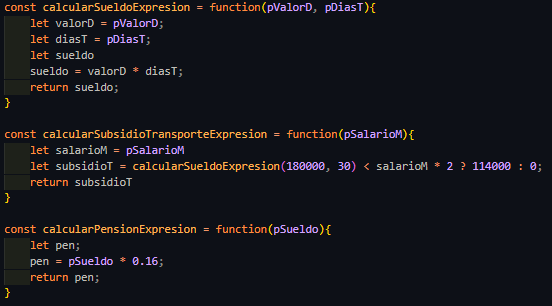 const calcularSueldoExpresion = function(pValorD, pDiasT){
    let valorD = pValorD;
    let diasT = pDiasT;
    let sueldo
    sueldo = valorD * diasT;
    return sueldo;
}

const calcularSubsidioTransporteExpresion = function(pSalarioM){
    let salarioM = pSalarioM
    let subsidioT = calcularSueldoExpresion(180000, 30) < salarioM * 2 ? 114000 : 0;
    return subsidioT
}

const calcularPensionExpresion = function(pSueldo){
    let pen;
    pen = pSueldo * 0.16;
    return pen;
}